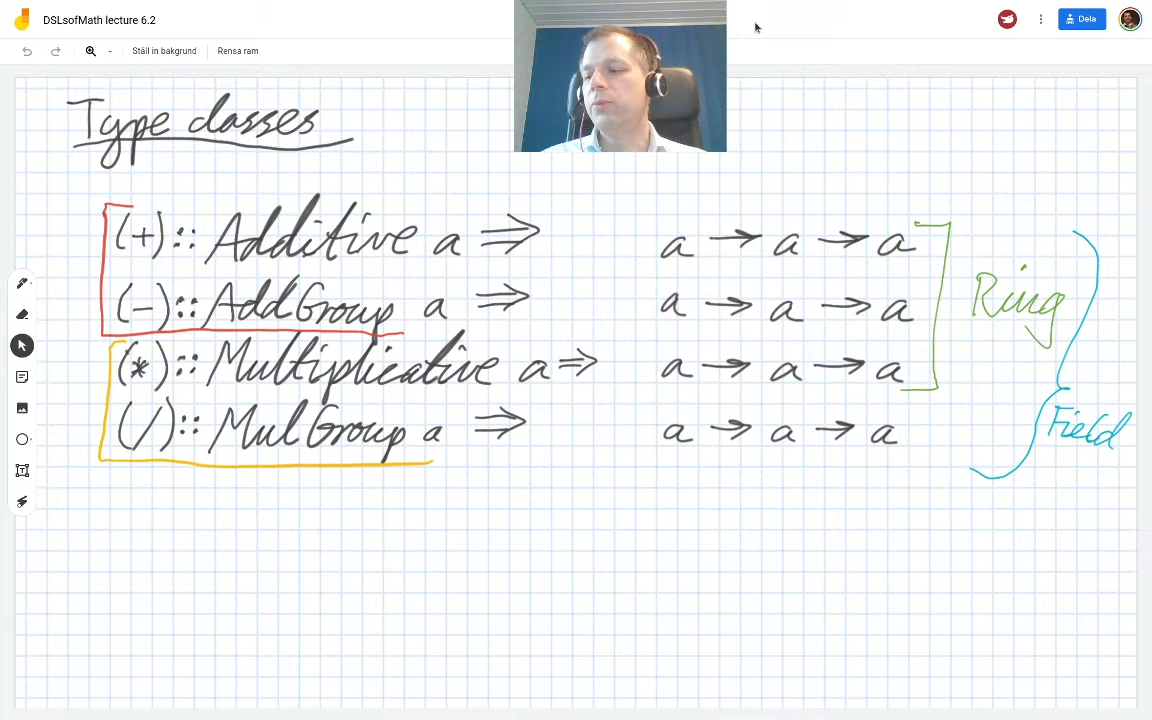 DSLsofMath lecture 6.2
Dela
Ställ in bakgrund
Rensa ram
Type classes
(+) :: Additive a ⇒ a → a → a
(-) :: AddGroup a ⇒ a → a → a
Ring
(*) :: Multiplicative a ⇒ a → a → a
(/) :: MulGroup a ⇒ a → a → a
Field